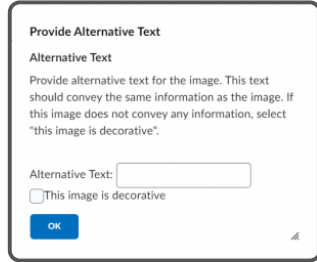 Provide Alternative Text
Alternative Text
Provide alternative text for the image. This text
should convey the same information as the image. If
this image does not convey any information, select
"this image is decorative".
Alternative Text:
This image is decorative
OK